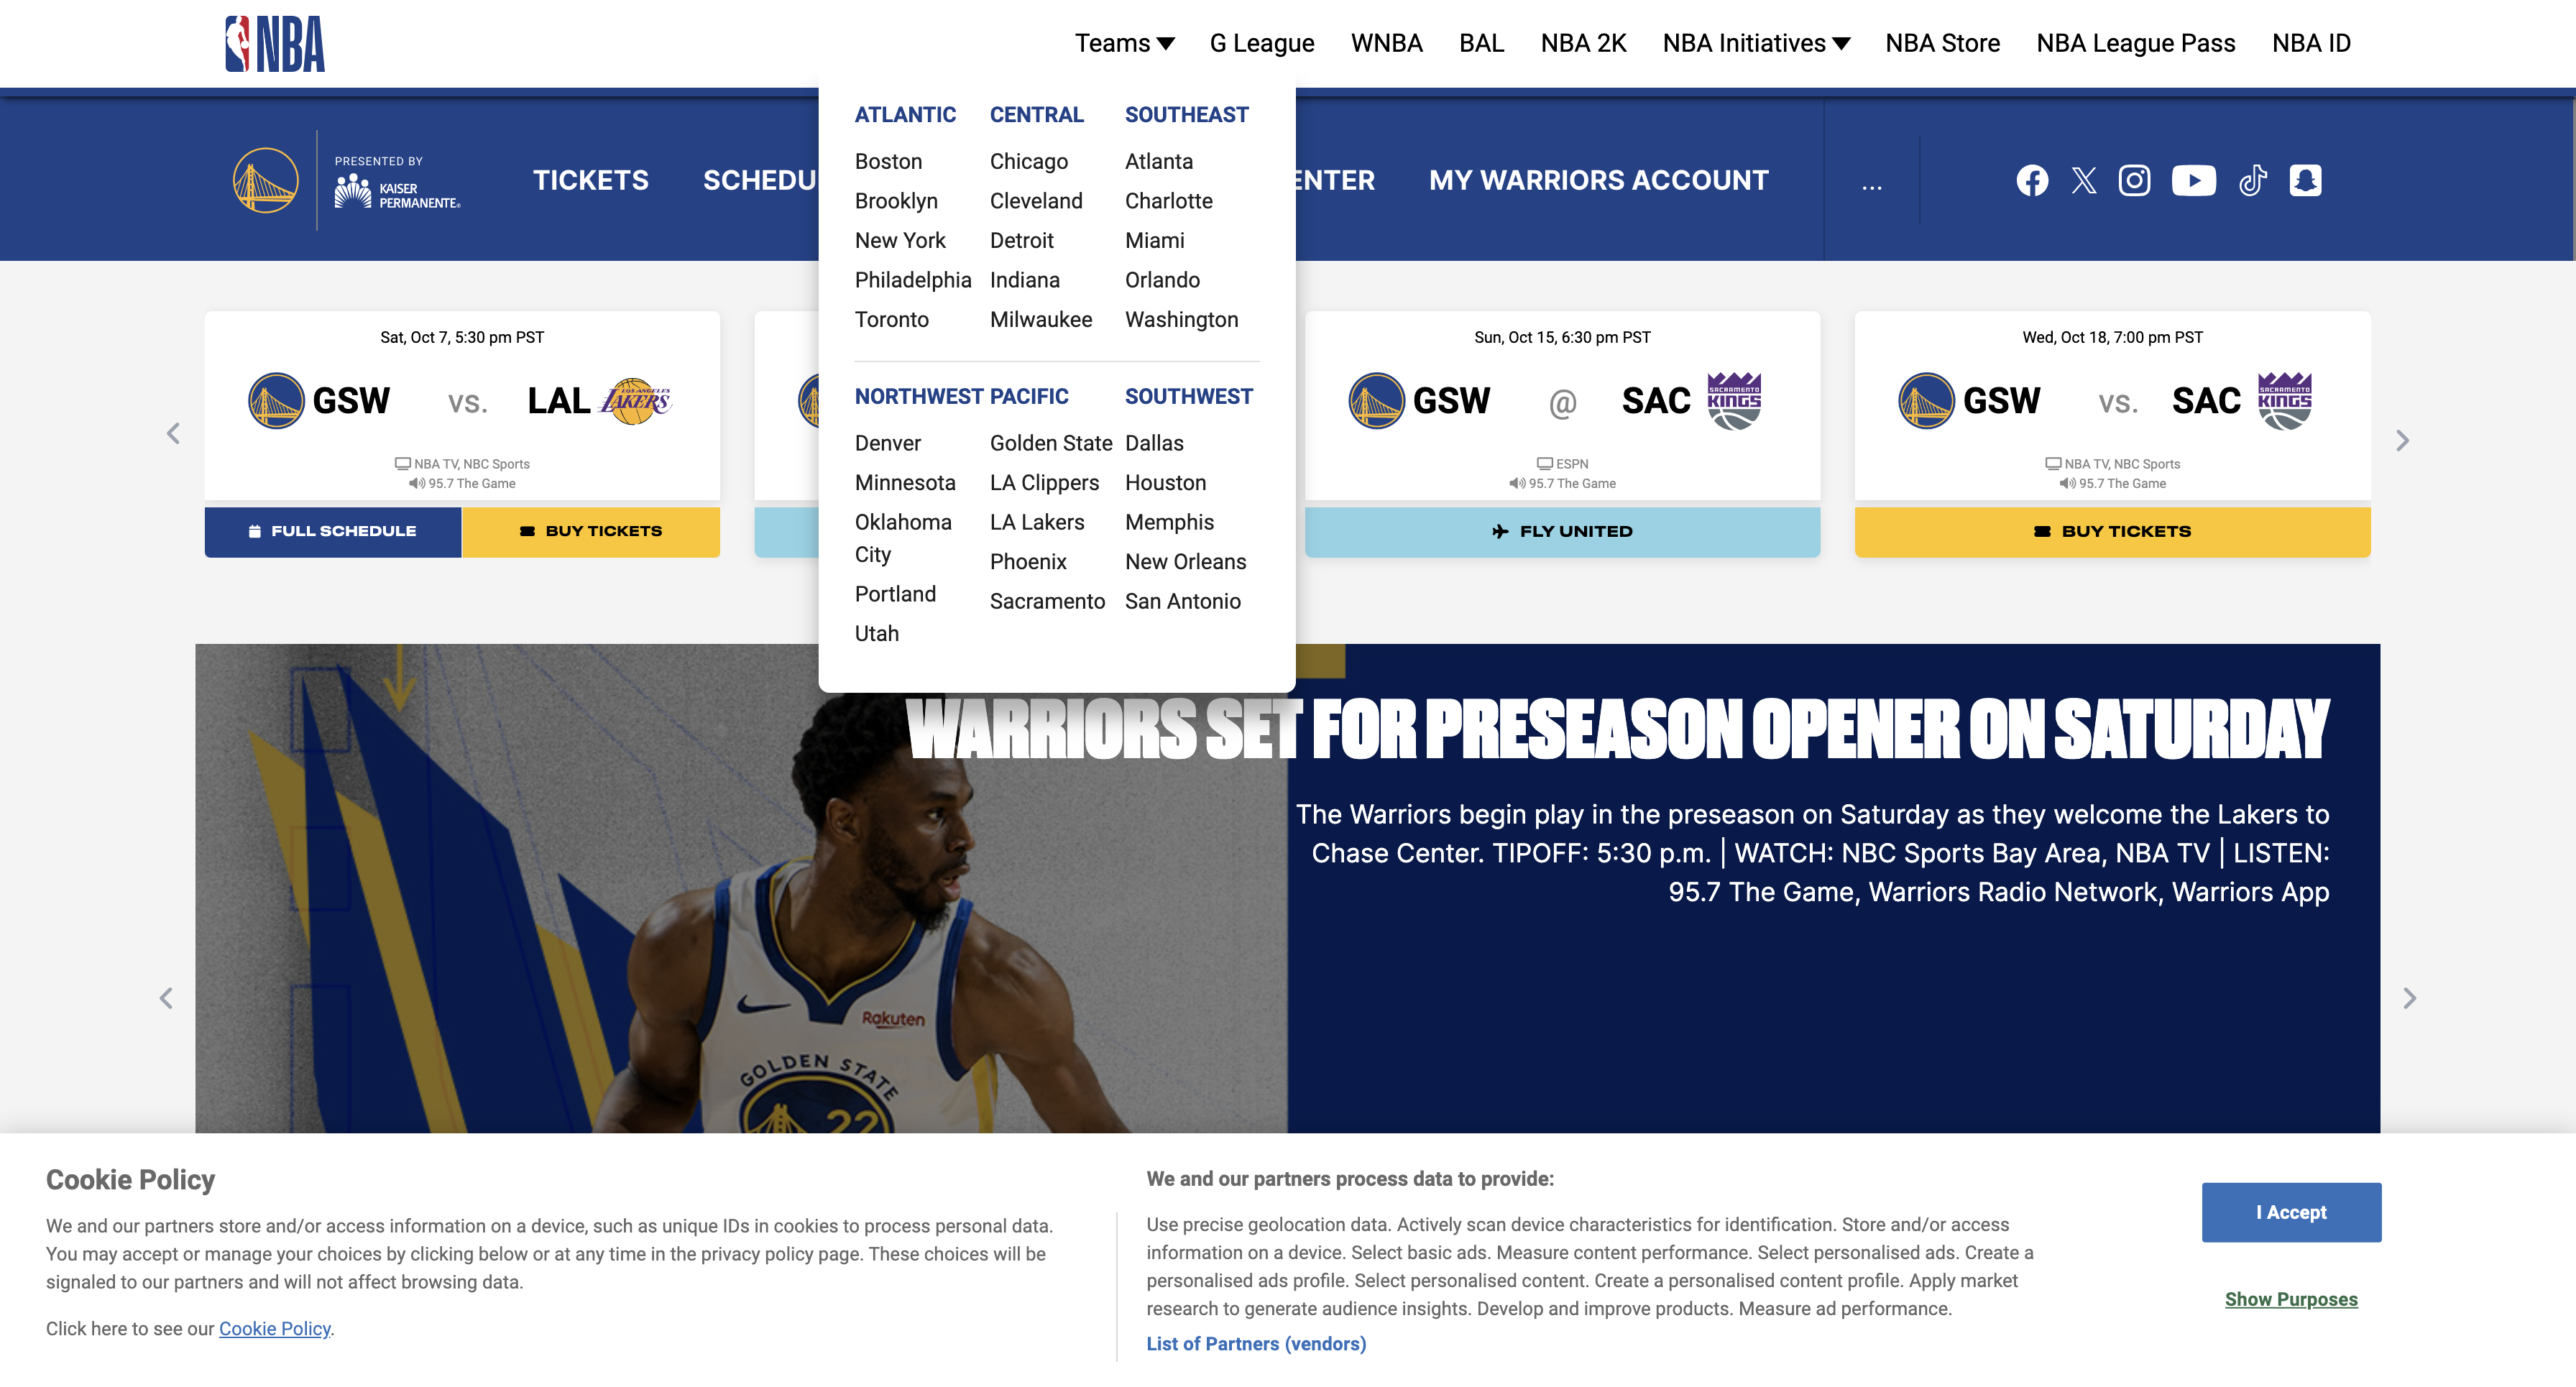 NBA
Teams
G League
WNBA
BAL
NBA 2K
NBA Initiatives
NBA Store
NBA League Pass
NBA ID
PRESENTED BY
KAISER
PERMANENTE®
TICKETS
MY WARRIORS ACCOUNT
...
ATLANTIC
Boston
Brooklyn
New York
Philadelphia
Toronto
CENTRAL
Chicago
Cleveland
Detroit
Indiana
Milwaukee
SOUTHEAST
Atlanta
Charlotte
Miami
Orlando
Washington
NORTHWEST
Denver
Minnesota
Oklahoma
City
Portland
Utah
PACIFIC
Golden State
LA Clippers
LA Lakers
Phoenix
Sacramento
SOUTHWEST
Dallas
Houston
Memphis
New Orleans
San Antonio
Sat, Oct 7, 5:30 pm PST
GSW vs. LAL
LOS ANGELES
LAKERS
NBA TV, NBC Sports
95.7 The Game
FULL SCHEDULE
BUY TICKETS
Sun, Oct 15, 6:30 pm PST
GSW @ SAC
SACRAMENTO
KINGS
ESPN
95.7 The Game
FLY UNITED
Wed, Oct 18, 7:00 pm PST
GSW vs. SAC
SACRAMENTO
KINGS
NBA TV, NBC Sports
95.7 The Game
BUY TICKETS
WARRIORS SET FOR PRESEASON OPENER ON SATURDAY
The Warriors begin play in the preseason on Saturday as they welcome the Lakers to
Chase Center. TIPOFF: 5:30 p.m. | WATCH: NBC Sports Bay Area, NBA TV | LISTEN:
95.7 The Game, Warriors Radio Network, Warriors App
Rakuten
GOLDEN STATE
22
Cookie Policy
We and our partners store and/or access information on a device, such as unique IDs in cookies to process personal data.
You may accept or manage your choices by clicking below or at any time in the privacy policy page. These choices will be
signaled to our partners and will not affect browsing data.
Click here to see our Cookie Policy.
We and our partners process data to provide:
Use precise geolocation data. Actively scan device characteristics for identification. Store and/or access
information on a device. Select basic ads. Measure content performance. Select personalised ads. Create a
personalised ads profile. Select personalised content. Create a personalised content profile. Apply market
research to generate audience insights. Develop and improve products. Measure ad performance.
List of Partners (vendors)
I Accept
Show Purposes